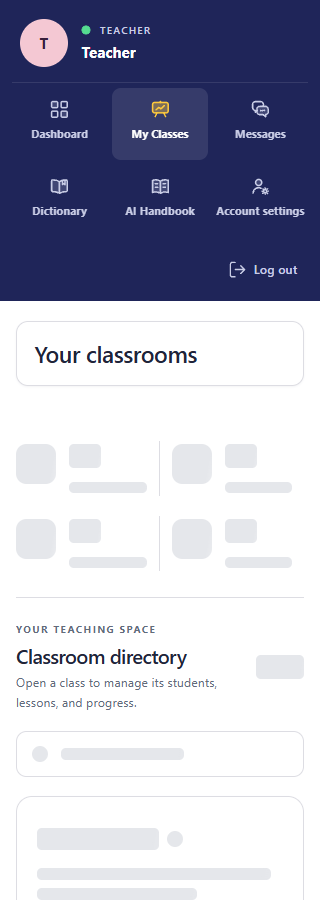 T
TEACHER
Teacher
Dashboard
My Classes
Messages
Dictionary
AI Handbook
Account settings
Log out
Your classrooms
YOUR TEACHING SPACE
Classroom directory
Open a class to manage its students,
lessons, and progress.